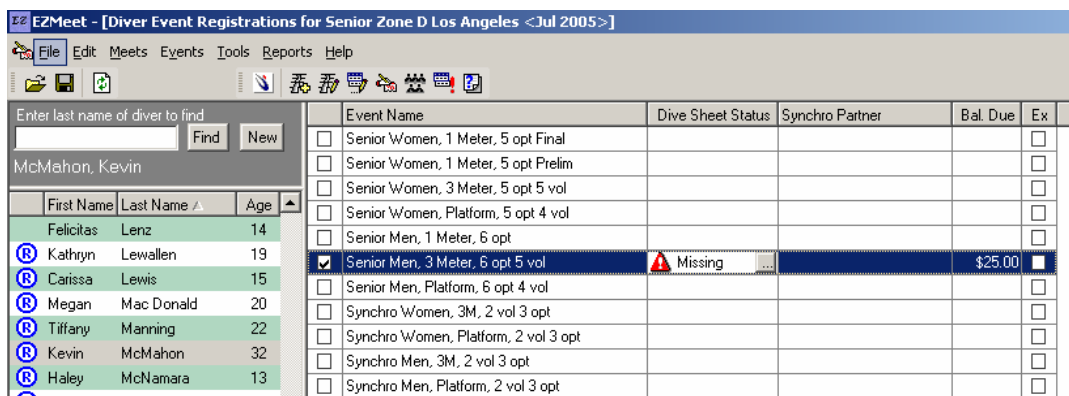 EZ EZMeet - [Diver Event Registrations for Senior Zone D Los Angeles <Jul 2005>]
File Edit Meets Events Tools Reports Help
Enter last name of diver to find
Find New
McMahon, Kevin
First Name Last Name Age
Felicitas Lenz 14
R Kathryn Lewallen 19
R Carissa Lewis 15
R Megan Mac Donald 20
R Tiffany Manning 22
R Kevin McMahon 32
R Haley McNamara 13
Event Name Dive Sheet Status Synchro Partner Bal. Due Ex
Senior Women, 1 Meter, 5 opt Final
Senior Women, 1 Meter, 5 opt Prelim
Senior Women, 3 Meter, 5 opt 5 vol
Senior Women, Platform, 5 opt 4 vol
Senior Men, 1 Meter, 6 opt
Senior Men, 3 Meter, 6 opt 5 vol Missing ... $25.00
Senior Men, Platform, 6 opt 4 vol
Synchro Women, 3M, 2 vol 3 opt
Synchro Women, Platform, 2 vol 3 opt
Synchro Men, 3M, 2 vol 3 opt
Synchro Men, Platform, 2 vol 3 opt